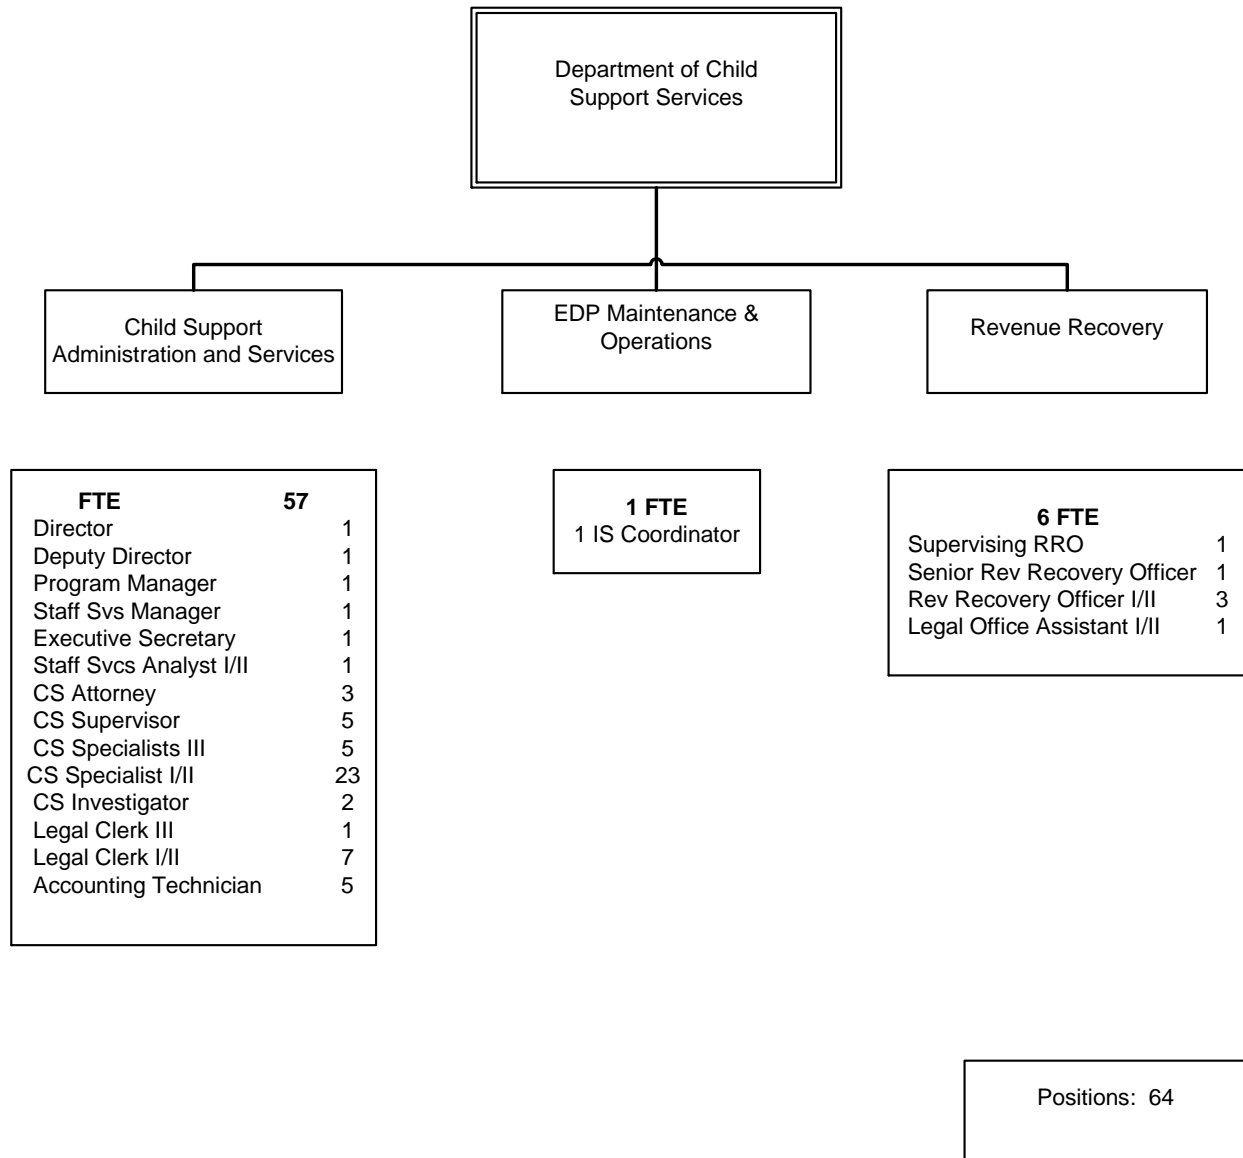 Department of Child
Support Services
Child Support
Administration and Services
EDP Maintenance &
Operations
Revenue Recovery
FTE 57
Director 1
Deputy Director 1
Program Manager 1
Staff Svs Manager 1
Executive Secretary 1
Staff Svcs Analyst I/II 1
CS Attorney 3
CS Supervisor 5
CS Specialists III 5
CS Specialist I/II 23
CS Investigator 2
Legal Clerk III 1
Legal Clerk I/II 7
Accounting Technician 5
1 FTE
1 IS Coordinator
6 FTE
Supervising RRO 1
Senior Rev Recovery Officer 1
Rev Recovery Officer I/II 3
Legal Office Assistant I/II 1
Positions: 64